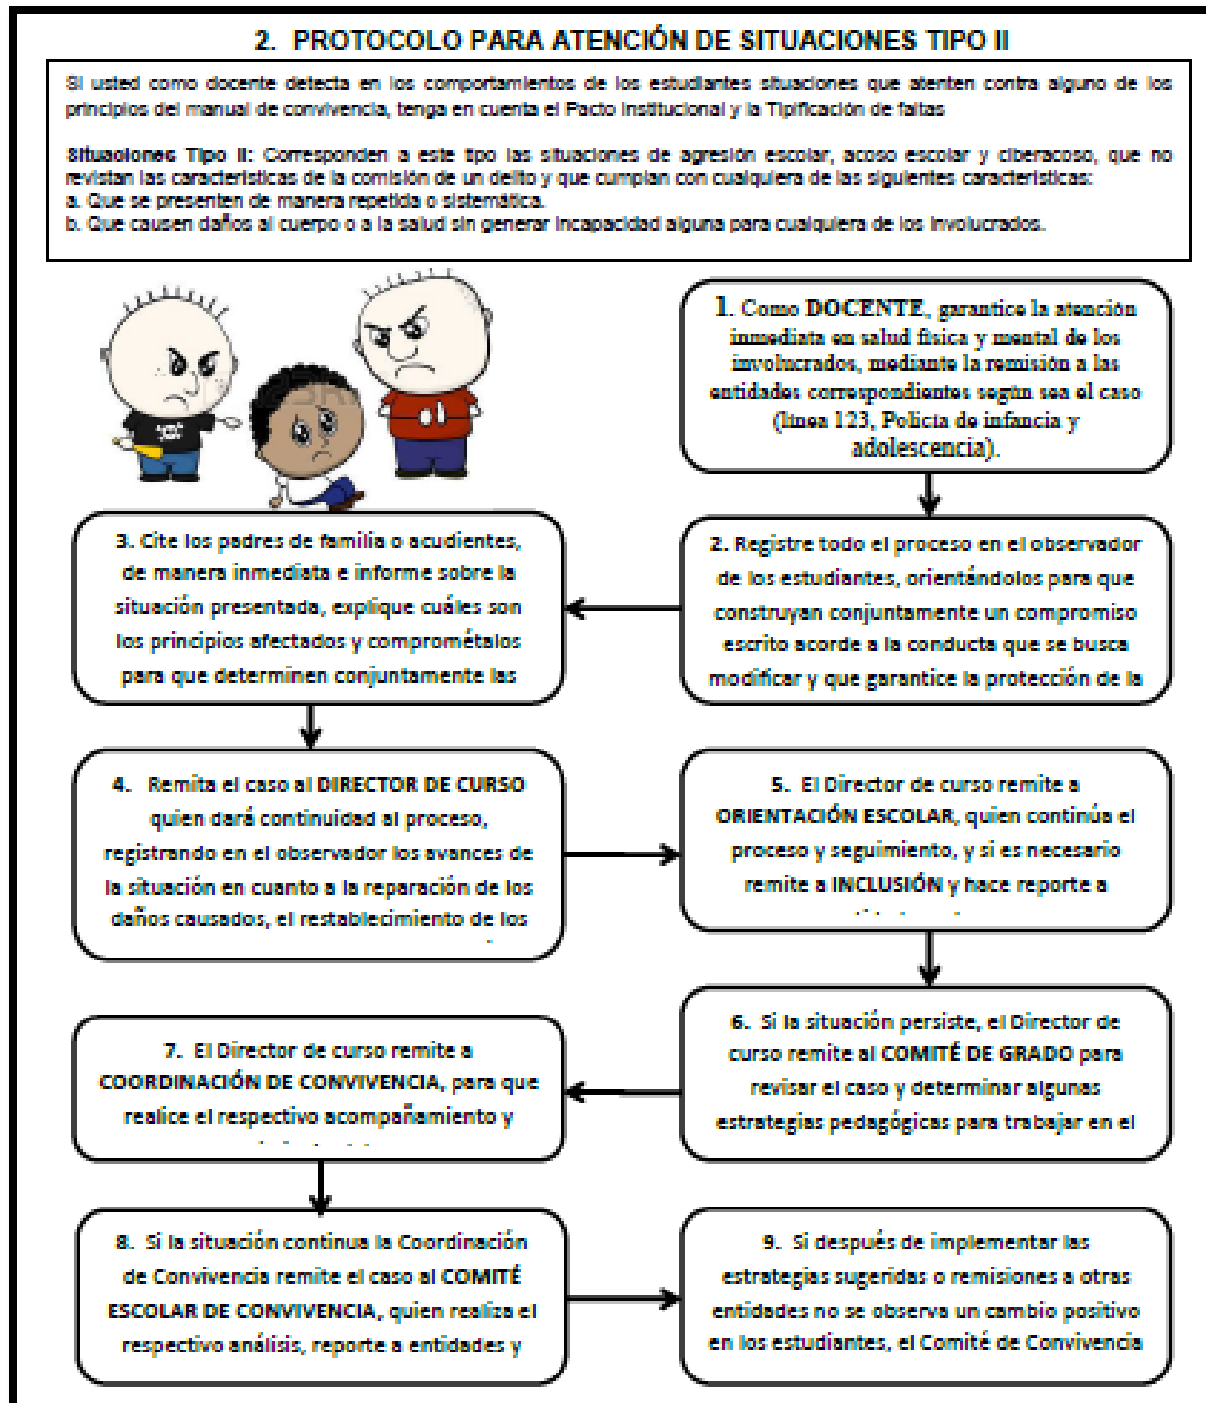 2. PROTOCOLO PARA ATENCIÓN DE SITUACIONES TIPO II
Si usted como docente detecta en los comportamientos de los estudiantes situaciones que atenten contra alguno de los
principios del manual de convivencia, tenga en cuenta el Pacto Institucional y la Tipificación de faltas
Situaciones Tipo II: Corresponden a este tipo las situaciones de agresión escolar, acoso escolar y ciberacoso, que no
revistan las características de la comisión de un delito y que cumplan con cualquiera de las siguientes características:
a. Que se presenten de manera repetida o sistemática.
b. Que causen daños al cuerpo o a la salud sin generar incapacidad alguna para cualquiera de los involucrados.
1. Como DOCENTE, garantice la atención
inmediata en salud física y mental de los
involucrados, mediante la remisión a las
entidades correspondientes según sea el caso
(línea 123, Policía de infancia y
adolescencia).
2. Registre todo el proceso en el observador
de los estudiantes, orientándolos para que
construyan conjuntamente un compromiso
escrito acorde a la conducta que se busca
modificar y que garantice la protección de la
3. Cite los padres de familia o acudientes,
de manera inmediata e informe sobre la
situación presentada, explique cuáles son
los principios afectados y comprométalos
para que determinen conjuntamente las
4. Remita el caso al DIRECTOR DE CURSO
quien dará continuidad al proceso,
registrando en el observador los avances de
la situación en cuanto a la reparación de los
daños causados, el restablecimiento de los
5. El Director de curso remite a
ORIENTACIÓN ESCOLAR, quien continúa el
proceso y seguimiento, y si es necesario
remite a INCLUSIÓN y hace reporte a
6. Si la situación persiste, el Director de
curso remite al COMITÉ DE GRADO para
revisar el caso y determinar algunas
estrategias pedagógicas para trabajar en el
7. El Director de curso remite a
COORDINACIÓN DE CONVIVENCIA, para que
realice el respectivo acompañamiento y
8. Si la situación continua la Coordinación
de Convivencia remite el caso al COMITÉ
ESCOLAR DE CONVIVENCIA, quien realiza el
respectivo análisis, reporte a entidades y
9. Si después de implementar las
estrategias sugeridas o remisiones a otras
entidades no se observa un cambio positivo
en los estudiantes, el Comité de Convivencia